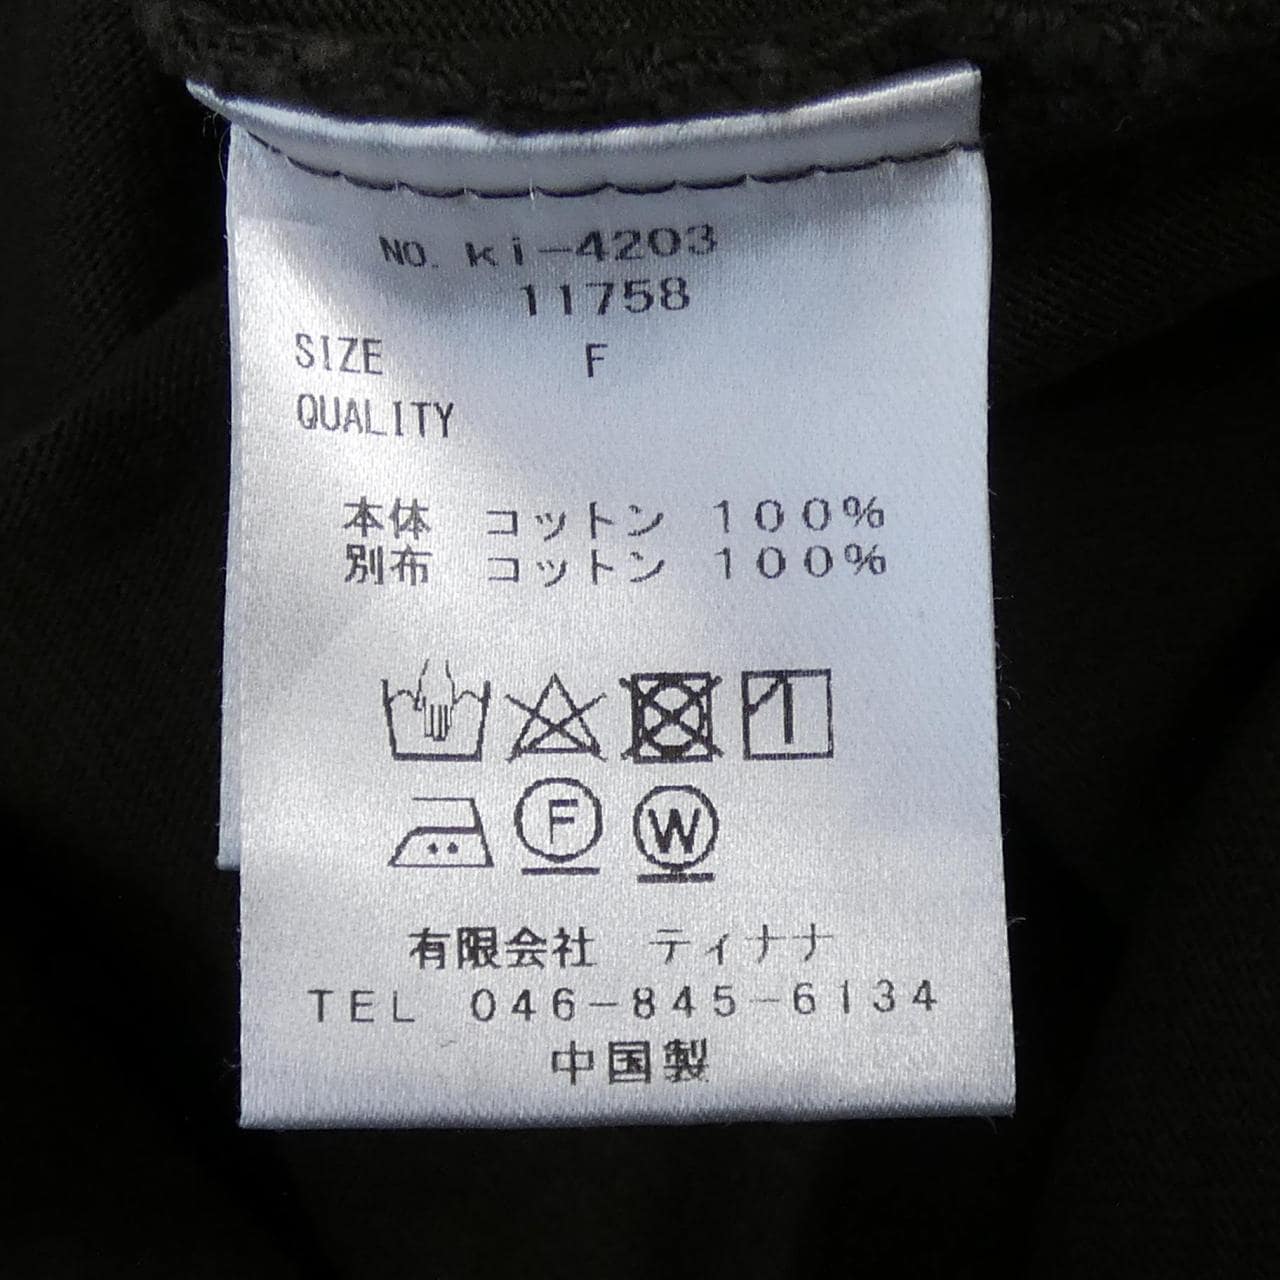 NO. ki-4203
11758
SIZE F
QUALITY
本体 コットン 100%
別布 コットン 100%
F W
有限会社 ティナナ
TEL 046-845-6134
中国製